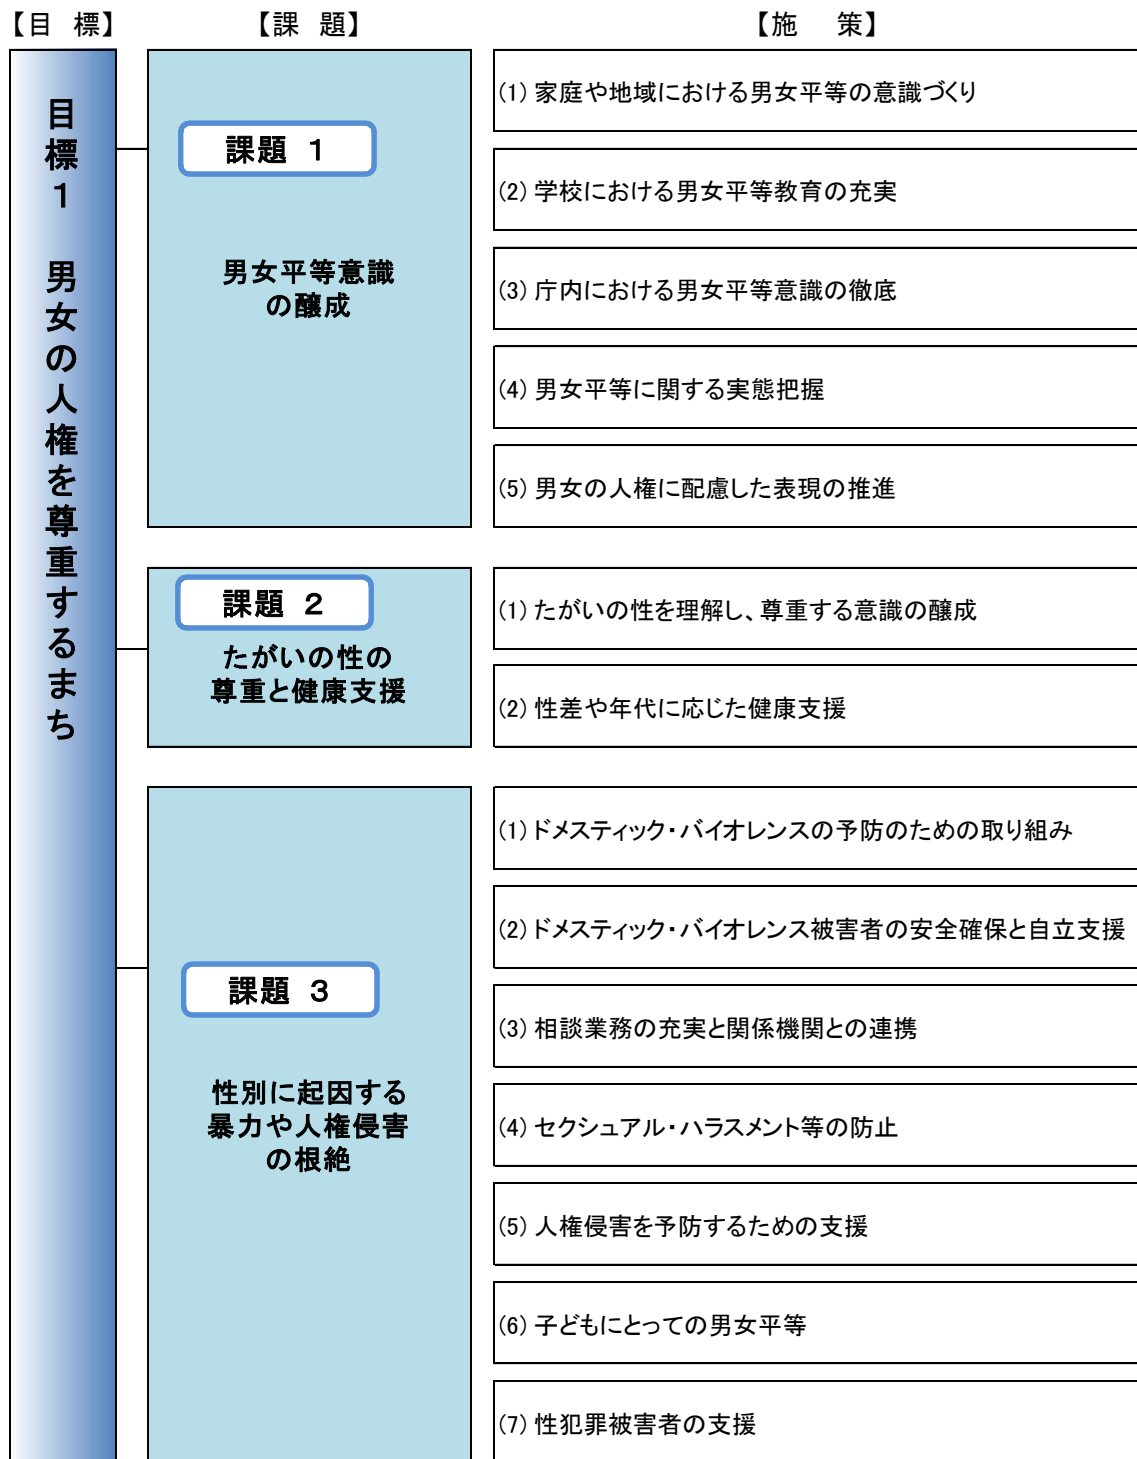 【目　標】
【課　題】
【施　　策】
目標１　男女の人権を尊重するまち
課題　１
男女平等意識
の醸成
(1) 家庭や地域における男女平等の意識づくり
(2) 学校における男女平等教育の充実
(3) 庁内における男女平等意識の徹底
(4) 男女平等に関する実態把握
(5) 男女の人権に配慮した表現の推進
課題　２
たがいの性の
尊重と健康支援
(1) たがいの性を理解し、尊重する意識の醸成
(2) 性差や年代に応じた健康支援
課題　３
性別に起因する
暴力や人権侵害
の根絶
(1) ドメスティック・バイオレンスの予防のための取り組み
(2) ドメスティック・バイオレンス被害者の安全確保と自立支援
(3) 相談業務の充実と関係機関との連携
(4) セクシュアル・ハラスメント等の防止
(5) 人権侵害を予防するための支援
(6) 子どもにとっての男女平等
(7) 性犯罪被害者の支援